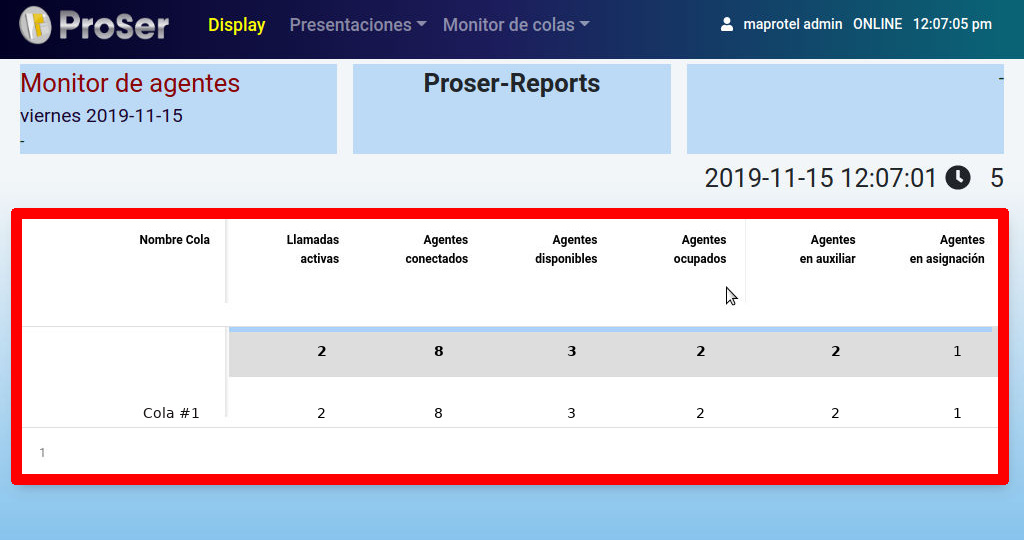 ProSer Display Presentaciones Monitor de colas maprotel admin ONLINE 12:07:05 pm
Monitor de agentes Proser-Reports -
viernes 2019-11-15
-
2019-11-15 12:07:01 5
Nombre Cola Llamadas Agentes Agentes Agentes Agentes Agentes
activas conectados disponibles ocupados en auxiliar en asignación
2 8 3 2 2 1
Cola #1 2 8 3 2 2 1
1